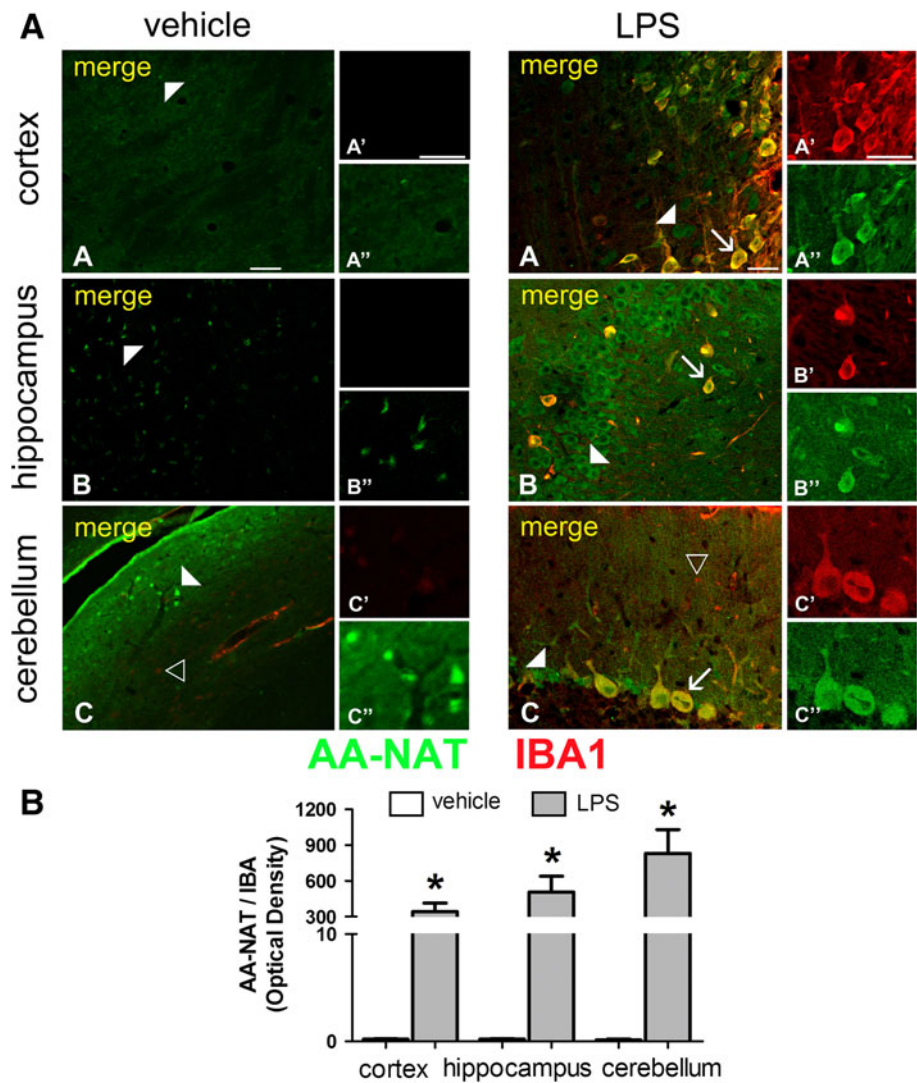 A
vehicle
LPS
cortex
merge
A
A'
A"
merge
A
A'
A"
hippocampus
merge
B
B"
merge
B
B'
B"
cerebellum
merge
C
C'
C"
merge
C
C'
C"
AA-NAT IBA1
B
vehicle LPS
AA-NAT / IBA
(Optical Density)
1200
900
600
300
10
0
* * *
cortex hippocampus cerebellum